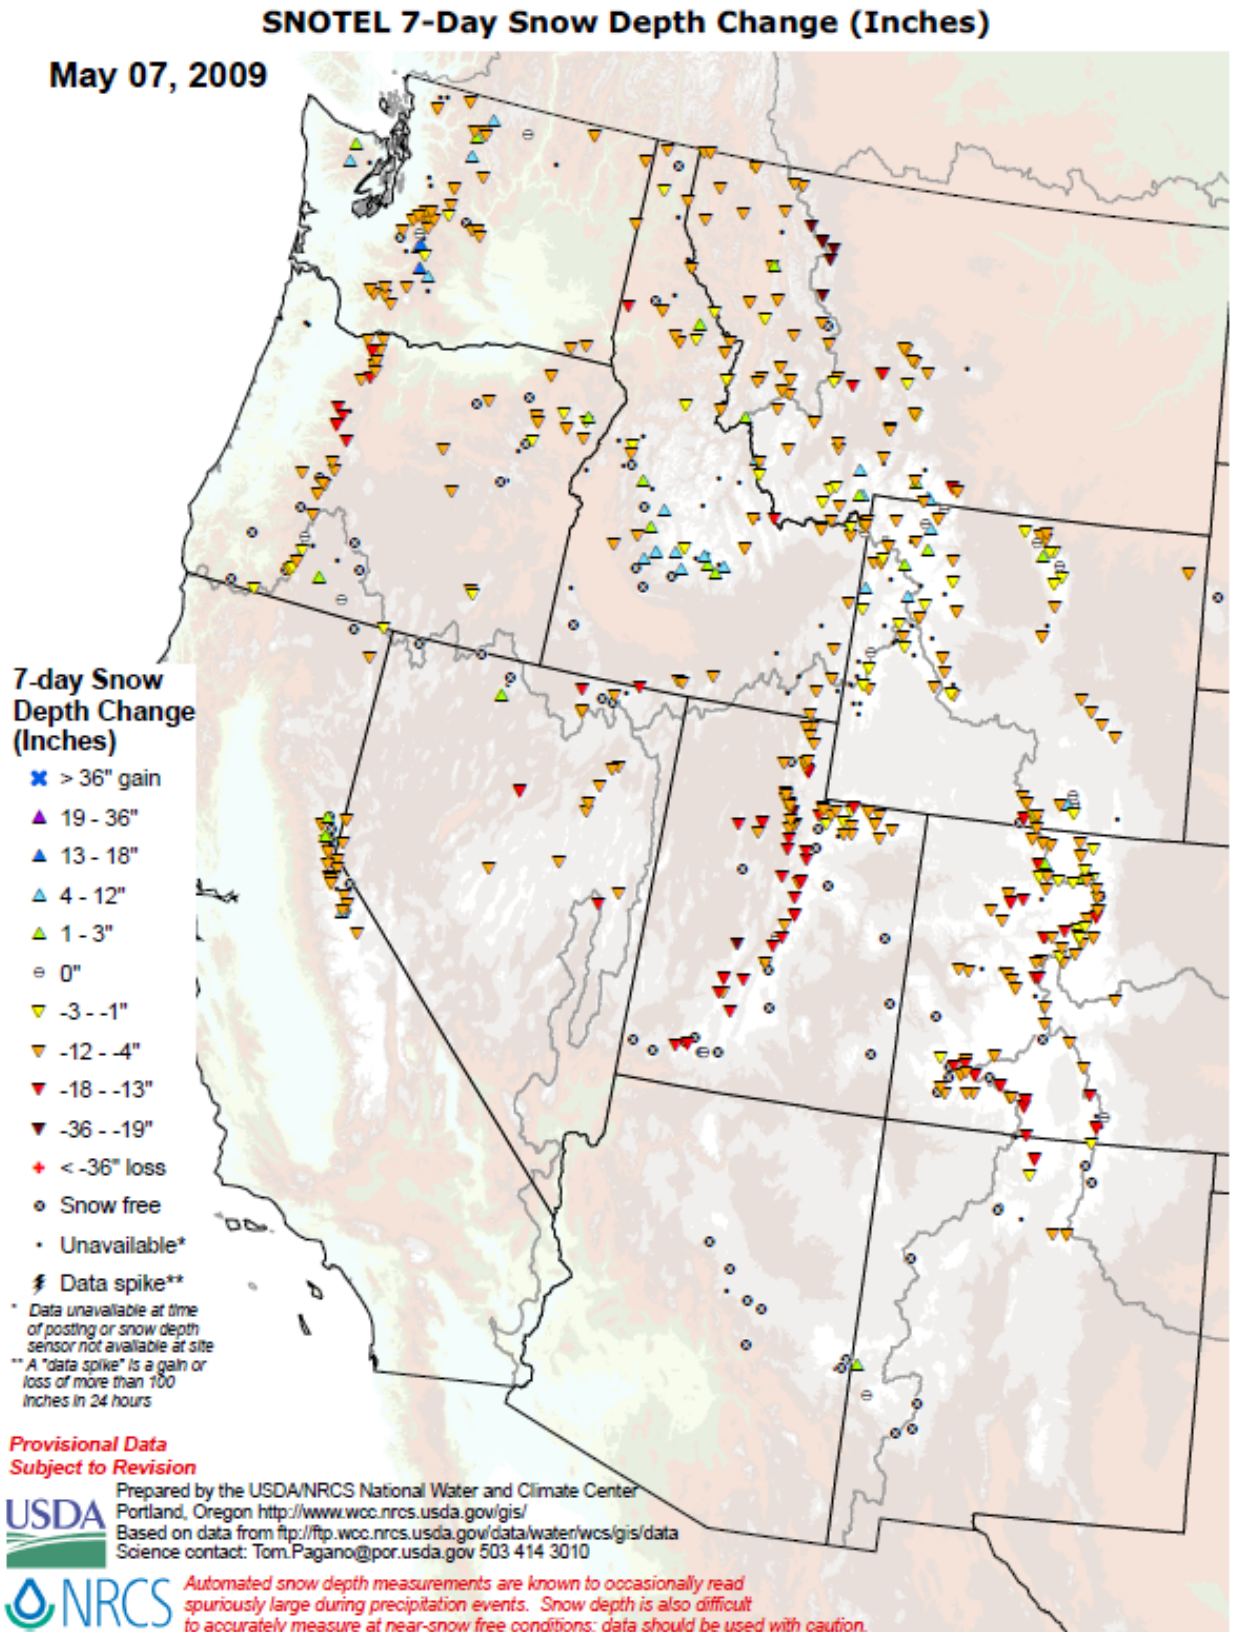 SNOTEL 7-Day Snow Depth Change (Inches)
May 07, 2009
7-day Snow
Depth Change
(Inches)
> 36" gain
19 - 36"
13 - 18"
4 - 12"
1 - 3"
0"
-3 - -1"
-12 - -4"
-18 - -13"
-36 - -19"
< -36" loss
Snow free
Unavailable*
Data spike**
* Data unavailable at time
of posting or snow depth
sensor not available at site
** A "data spike" is a gain or
loss of more than 100
inches in 24 hours
Provisional Data
Subject to Revision
USDA
Prepared by the USDA/NRCS National Water and Climate Center
Portland, Oregon http://www.wcc.nrcs.usda.gov/gis/
Based on data from ftp://ftp.wcc.nrcs.usda.gov/data/water/wcs/gis/data
Science contact: Tom.Pagano@por.usda.gov 503 414 3010
NRCS
Automated snow depth measurements are known to occasionally read
spuriously large during precipitation events. Snow depth is also difficult
to accurately measure at near-snow free conditions; data should be used with caution.